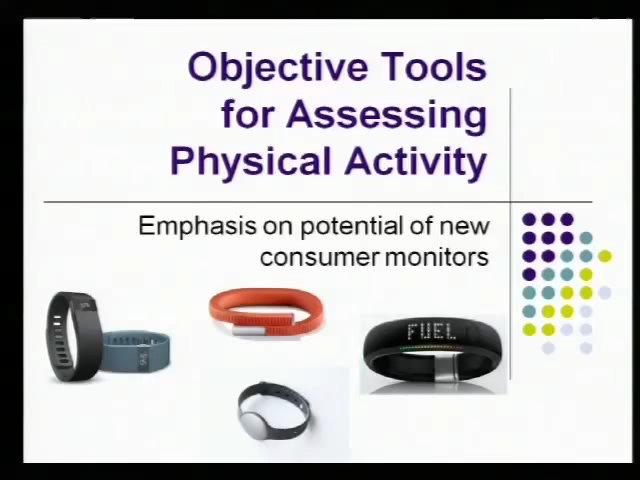 Objective Tools
for Assessing
Physical Activity
Emphasis on potential of new
consumer monitors
FUEL